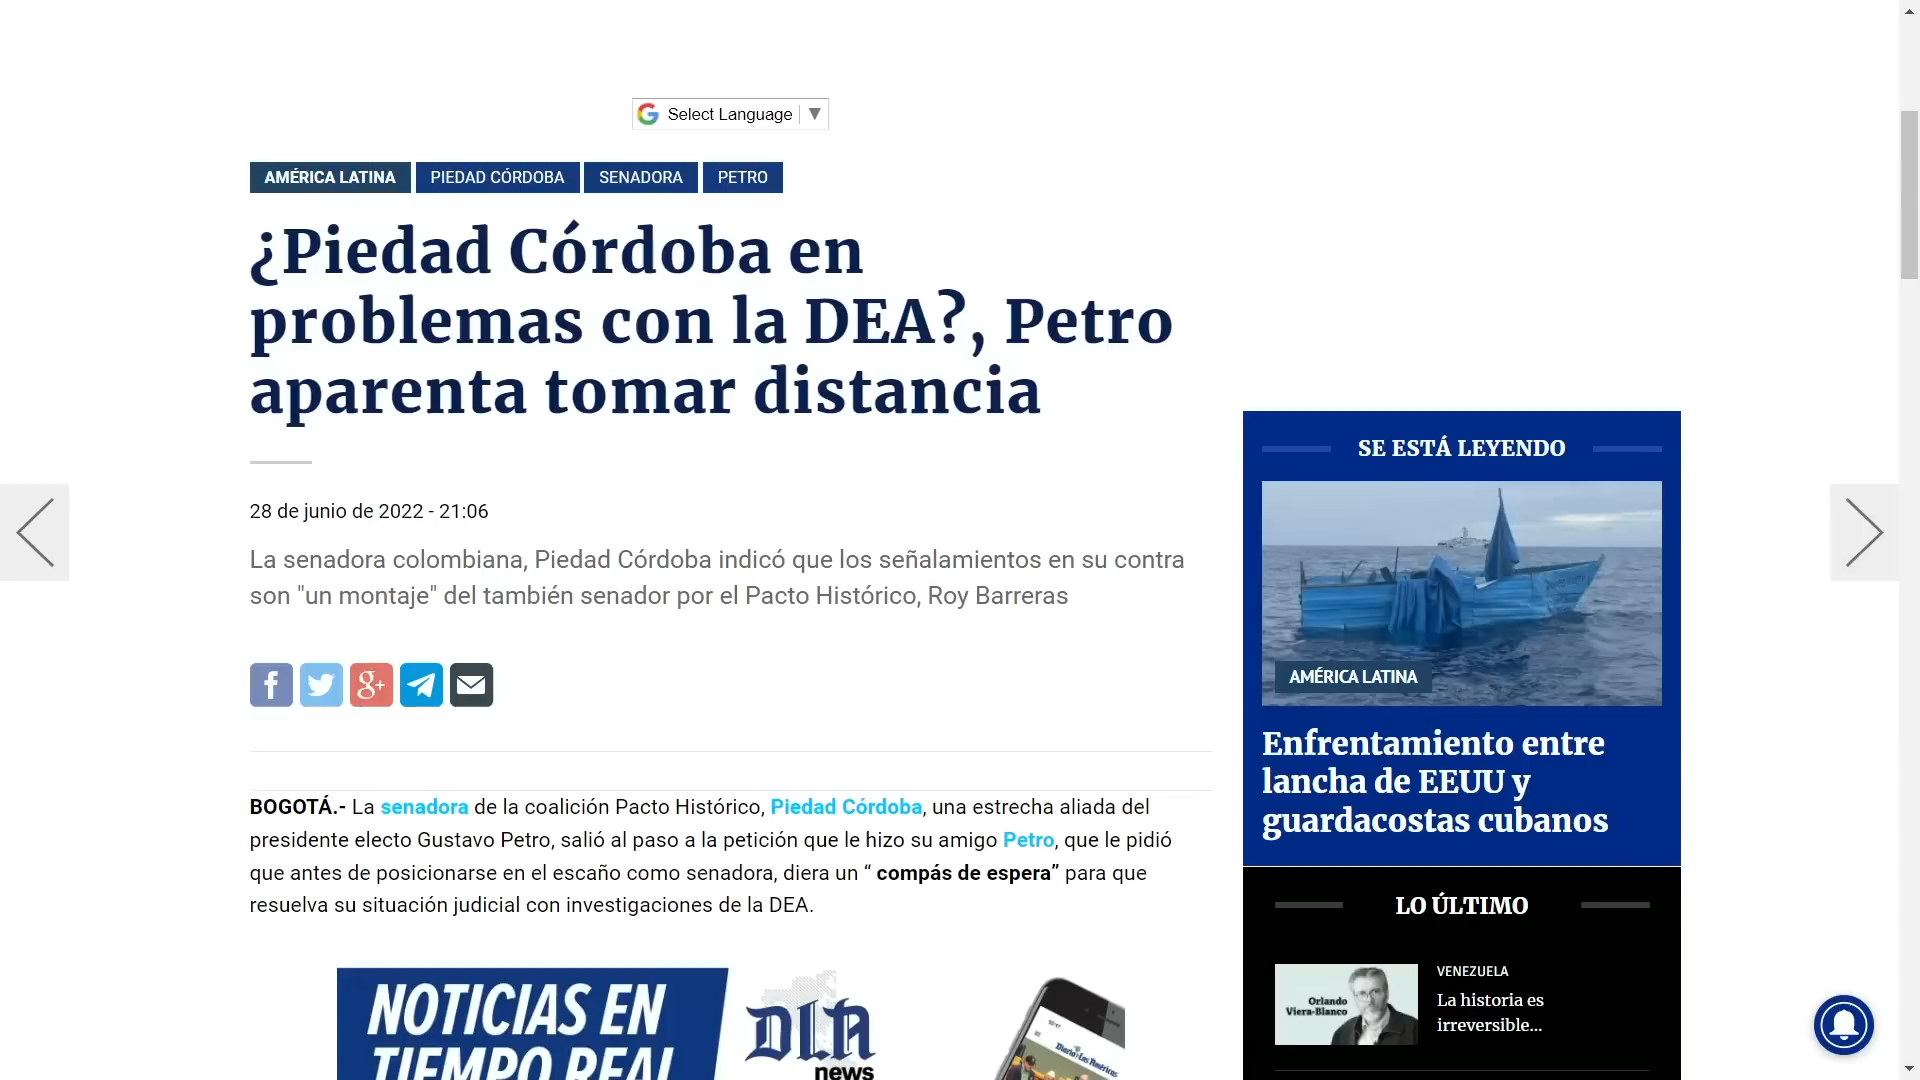 Select Language
AMÉRICA LATINA
PIEDAD CÓRDOBA
SENADORA
PETRO
¿Piedad Córdoba en
problemas con la DEA?, Petro
aparenta tomar distancia
28 de junio de 2022 - 21:06
La senadora colombiana, Piedad Córdoba indicó que los señalamientos en su contra
son "un montaje" del también senador por el Pacto Histórico, Roy Barreras
BOGOTÁ.- La senadora de la coalición Pacto Histórico, Piedad Córdoba, una estrecha aliada del
presidente electo Gustavo Petro, salió al paso a la petición que le hizo su amigo Petro, que le pidió
que antes de posicionarse en el escaño como senadora, diera un “ compás de espera” para que
resuelva su situación judicial con investigaciones de la DEA.
NOTICIAS EN
TIEMPO REAL
DLA
news
Diario Las Américas
SE ESTÁ LEYENDO
AMÉRICA LATINA
Enfrentamiento entre
lancha de EEUU y
guardacostas cubanos
LO ÚLTIMO
Orlando
Viera-Blanco
VENEZUELA
La historia es
irreversible...